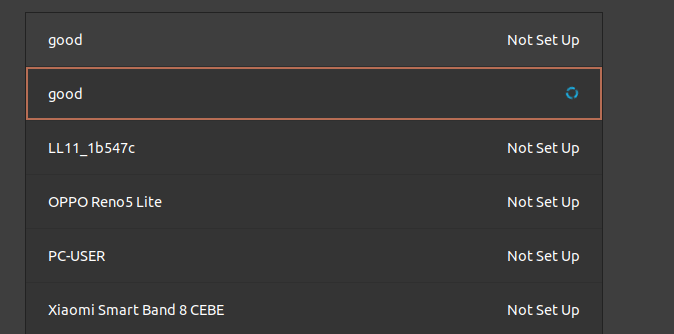 good Not Set Up
good
LL11_1b547c Not Set Up
OPPO Reno5 Lite Not Set Up
PC-USER Not Set Up
Xiaomi Smart Band 8 CEBE Not Set Up